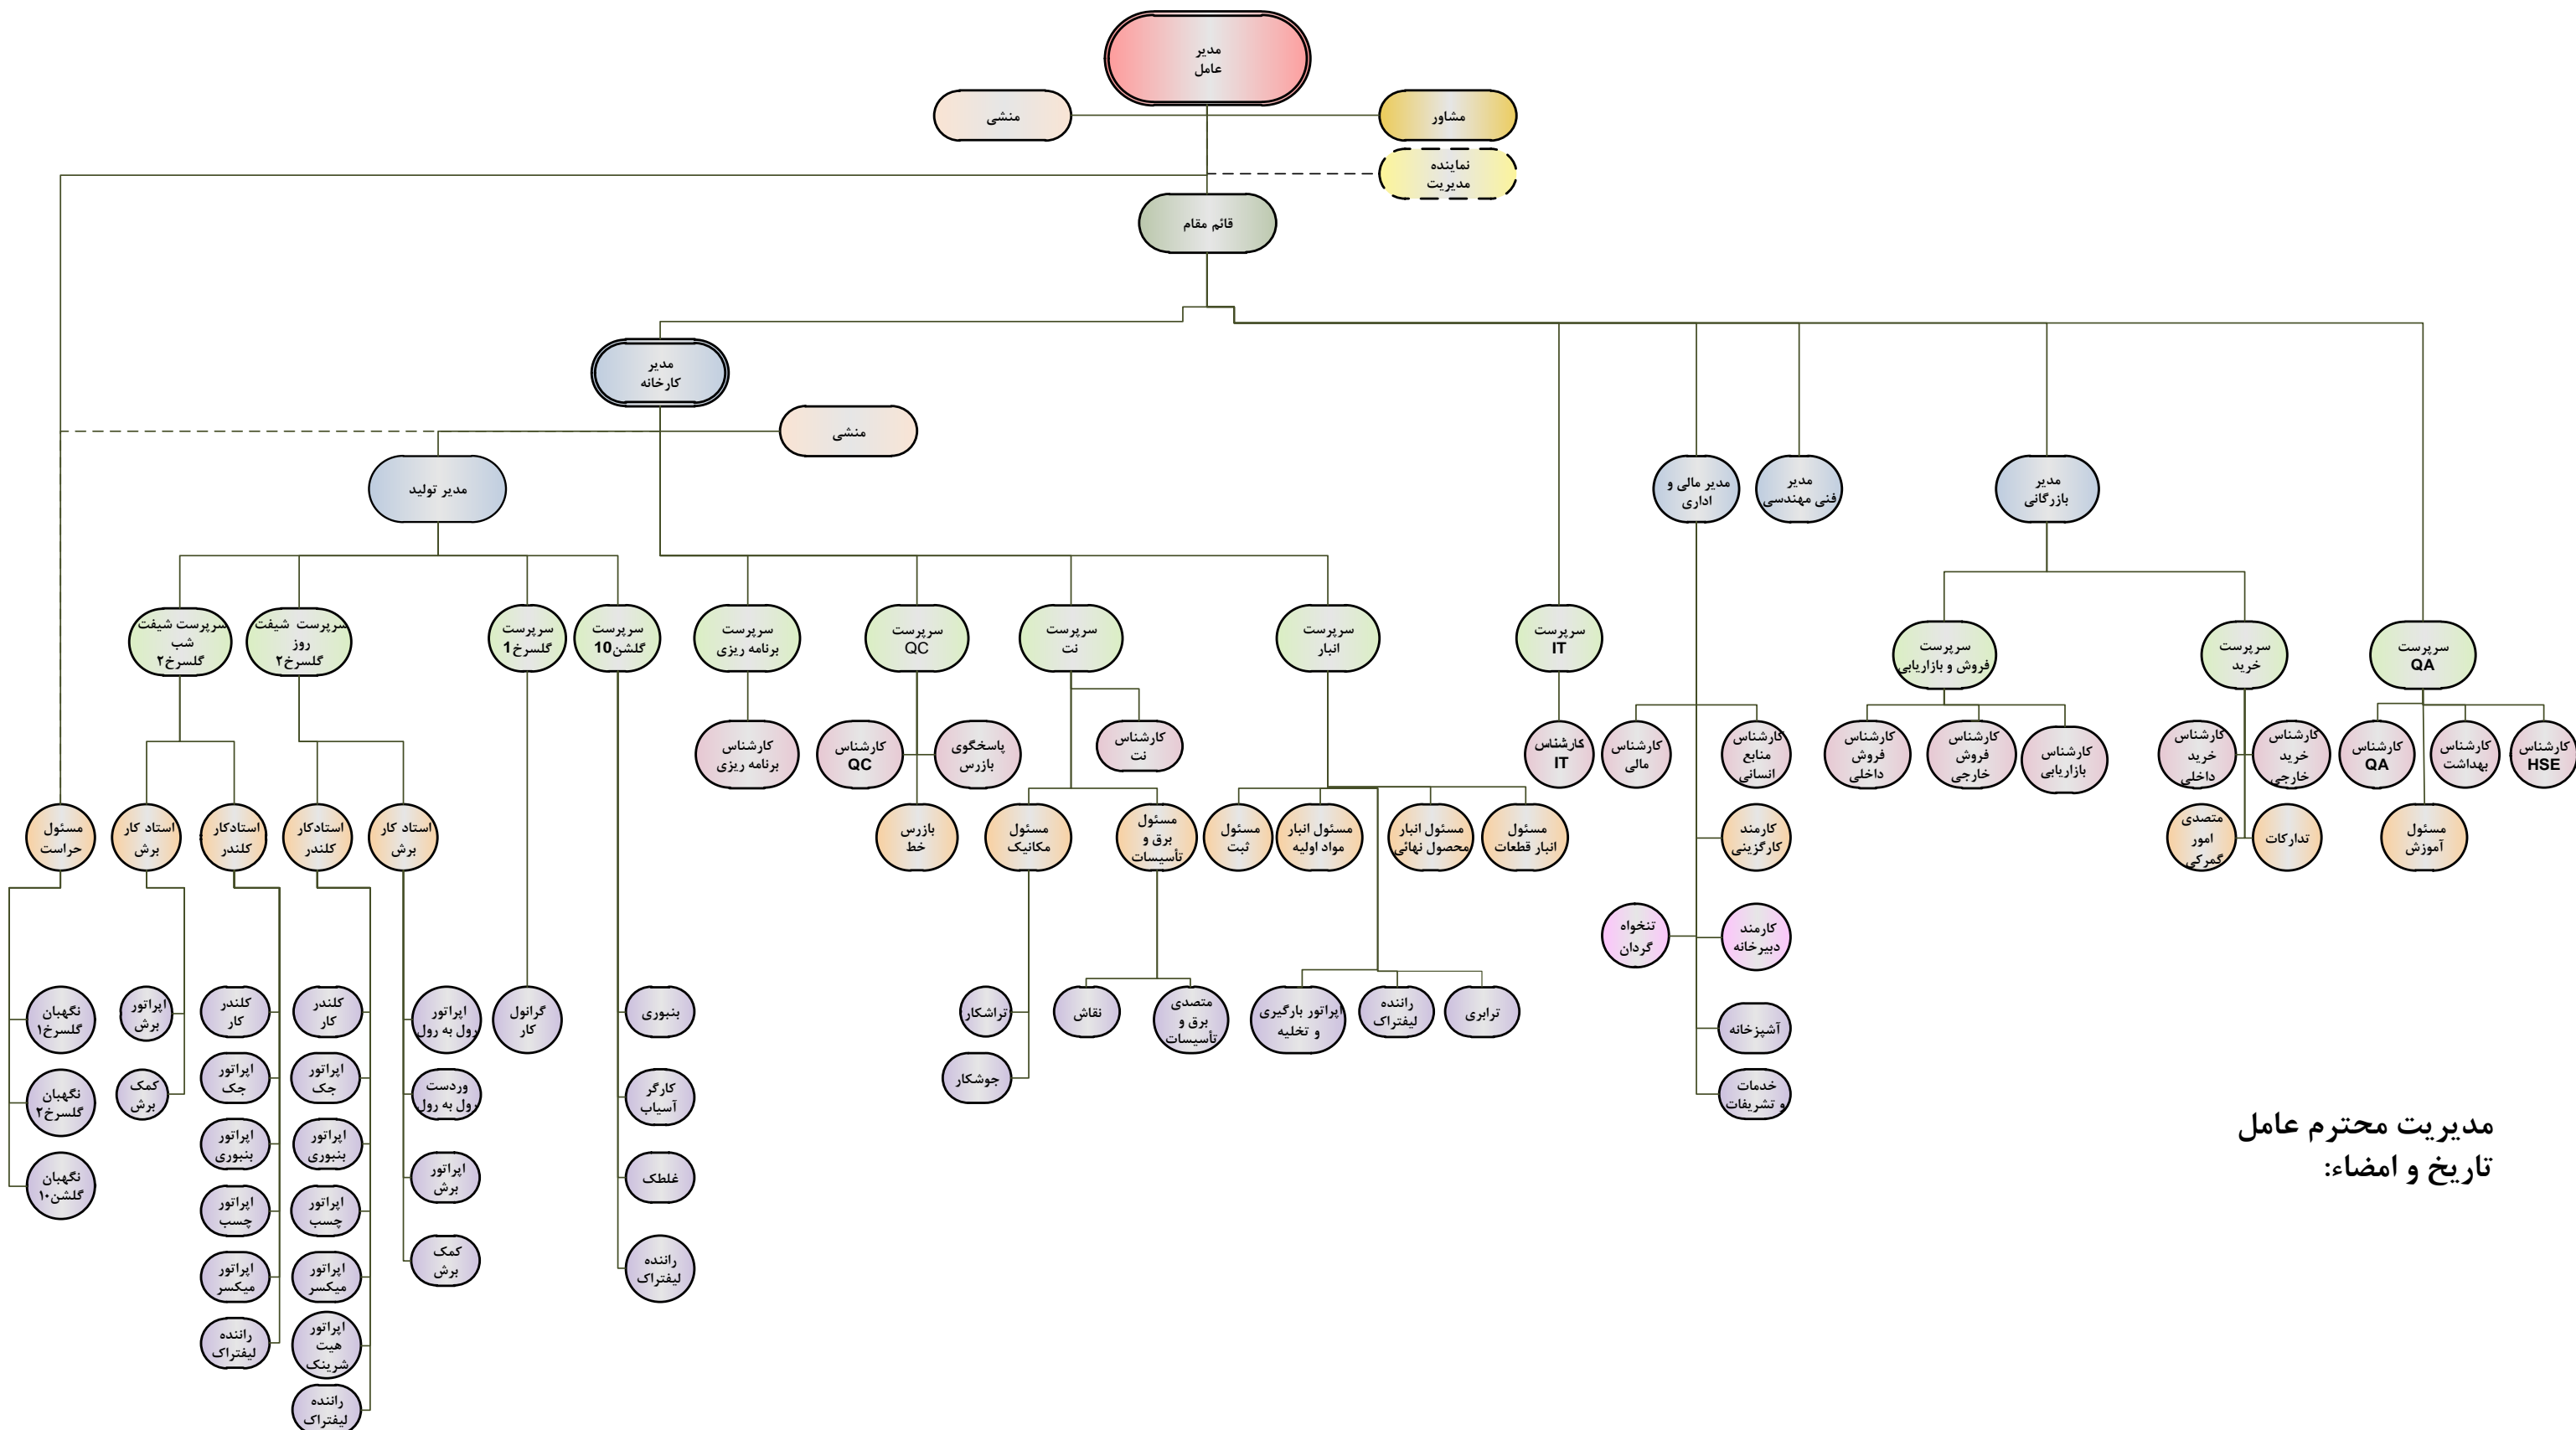 مدیر
عامل
مشاور
منشی
نماینده
مدیریت
قائم مقام
مدیر
کارخانه
منشی
مدیر بازرگانی
مدیر
فنی مهندسی
مدیر مالی و
اداری
مدیر تولید
سرپرست
QA
سرپرست
خرید
سرپرست
فروش و بازاریابی
سرپرست
IT
سرپرست
انبار
سرپرست
نت
سرپرست
QC
سرپرست
برنامه ریزی
سرپرست
گلشن10
سرپرست
گلسرخ1
سرپرست شیفت
روز
گلسرخ۲
سرپرست شیفت
شب
گلسرخ۲
کارشناس
HSE
کارشناس
بهداشت
کارشناس
QA
کارشناس
خرید
خارجی
کارشناس
خرید
داخلی
کارشناس
بازاریابی
کارشناس
فروش
خارجی
کارشناس
فروش
داخلی
کارشناس
منابع
انسانی
کارشناس
مالی
کارشناس
IT
کارشناس
نت
پاسخگوی
بازرس
کارشناس
QC
کارشناس
برنامه ریزی
مسئول
آموزش
تدارکات
متصدی
امور
گمرکی
کارمند
کارگزینی
مسئول
انبار قطعات
مسئول انبار
محصول نهائی
مسئول انبار
مواد اولیه
مسئول
ثبت
مسئول
برق و
تأسیسات
مسئول
مکانیک
بازرس
خط
استاد کار
برش
استادکار
کلندر
استادکار
کلندر
استاد کار
برش
مسئول
حراست
کارمند
دبیرخانه
تنخواه
گردان
آشپزخانه
خدمات
و تشریفات
ترابری
راننده
لیفتراک
اپراتور بارگیری
و تخلیه
متصدی
برق و
تأسیسات
نقاش
تراشکار
جوشکار
بنبوری
کارگر
آسیاب
غلطک
راننده
لیفتراک
گرانول
کار
اپراتور
رول به رول
وردست
رول به رول
اپراتور
برش
کمک
برش
کلندر
کار
اپراتور
جک
اپراتور
بنبوری
اپراتور
چسب
اپراتور
میکسر
اپراتور
هیت
شرینک
راننده
لیفتراک
کلندر
کار
اپراتور
جک
اپراتور
بنبوری
اپراتور
چسب
اپراتور
میکسر
راننده
لیفتراک
اپراتور
برش
کمک
برش
نگهبان
گلسرخ۱
نگهبان
گلسرخ۲
نگهبان
گلشن۱۰
مدیریت محترم عامل
تاریخ و امضاء: